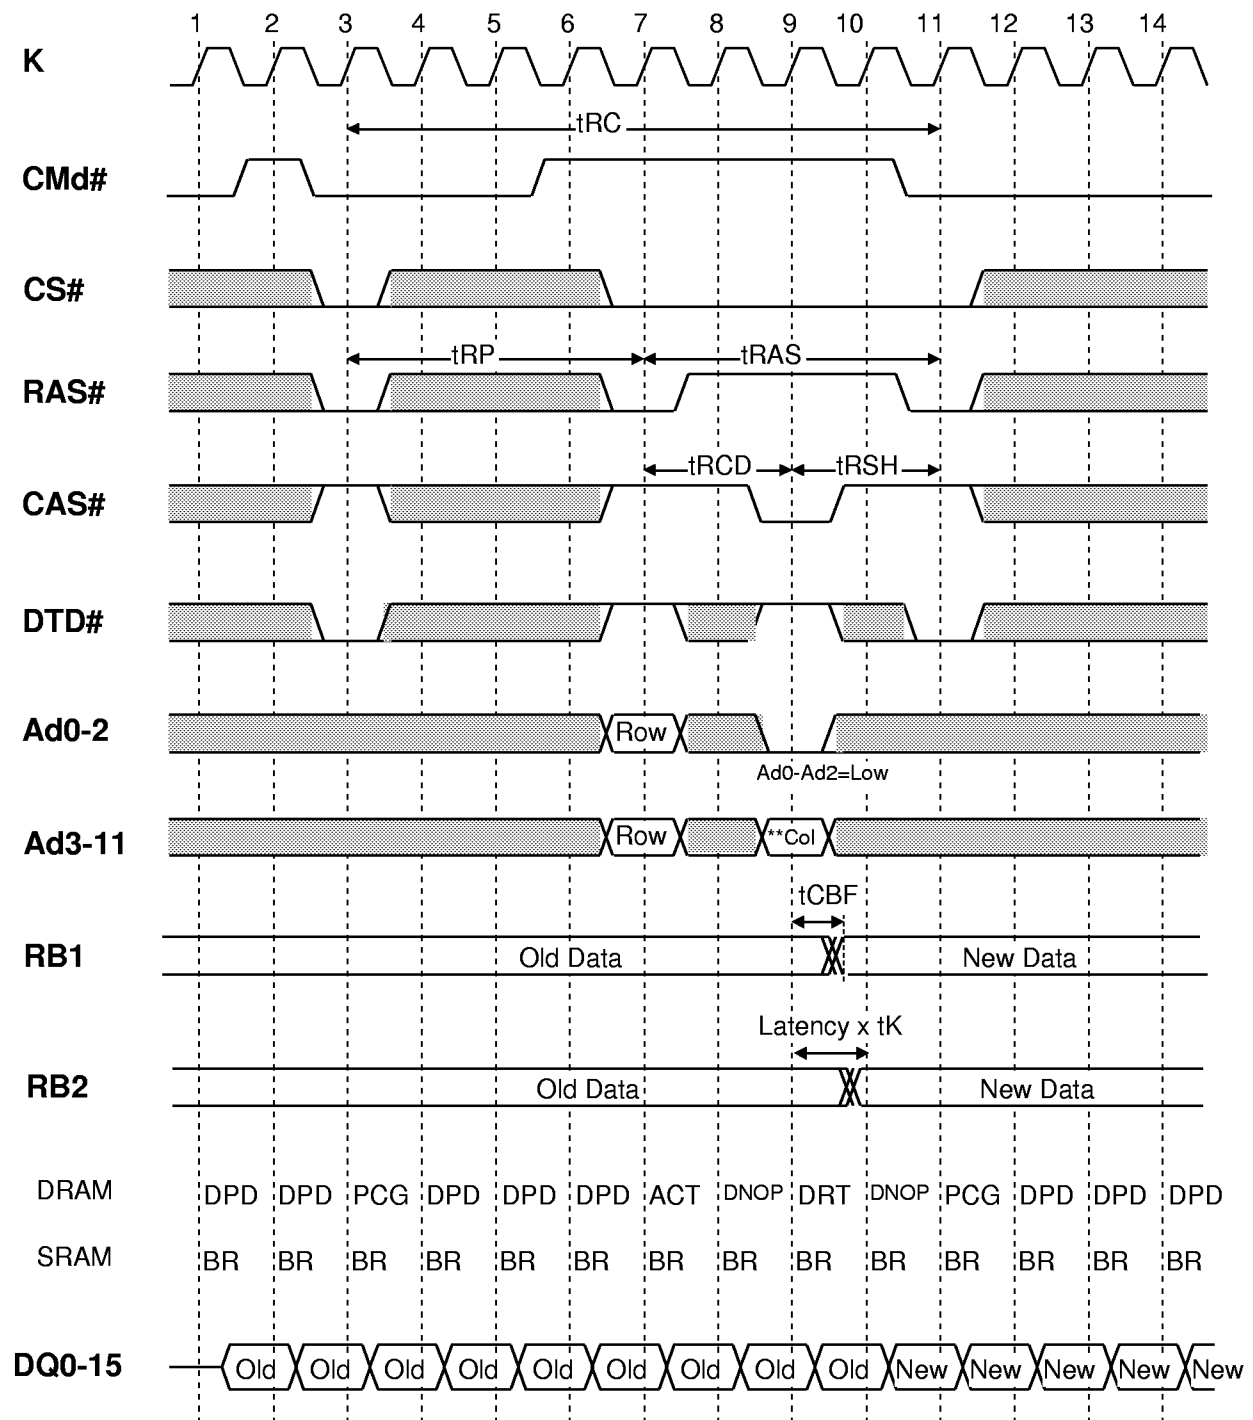 1 2 3 4 5 6 7 8 9 10 11 12 13 14
K
tRC
CMd#
CS#
tRP tRAS
RAS#
tRCD tRSH
CAS#
DTD#
Ad0-2 Row
Ad0-Ad2=Low
Ad3-11 Row **Col
tCBF
RB1 Old Data New Data
Latency x tK
RB2 Old Data New Data
DRAM DPD DPD PCG DPD DPD DPD ACT DNOP DRT DNOP PCG DPD DPD DPD
SRAM BR BR BR BR BR BR BR BR BR BR BR BR BR BR
DQ0-15 Old Old Old Old Old Old Old Old Old New New New New New